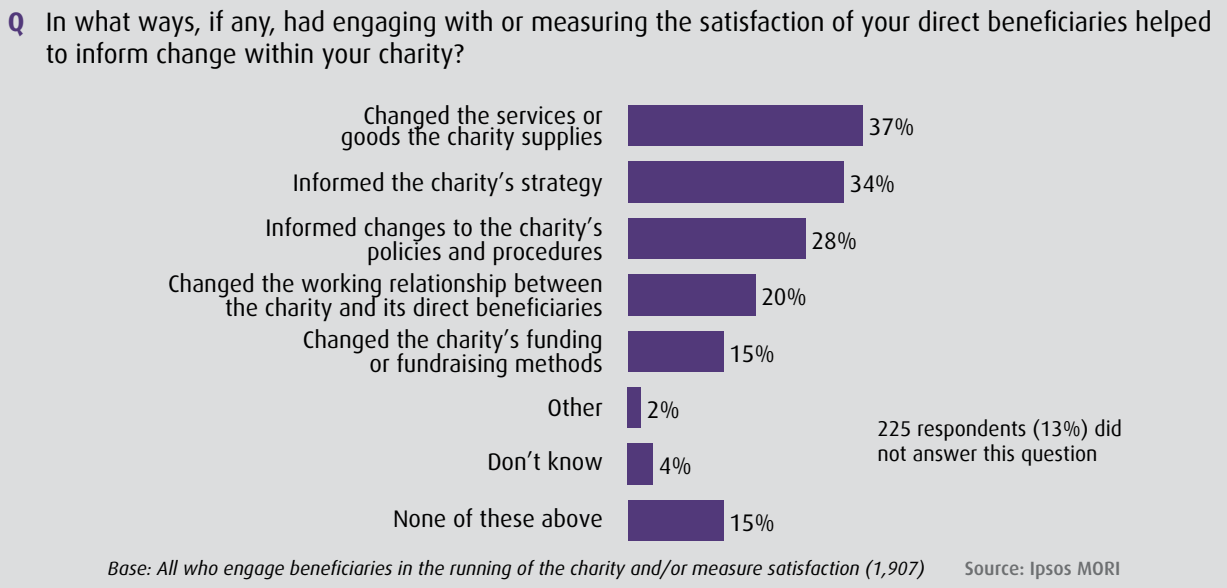 Q In what ways, if any, had engaging with or measuring the satisfaction of your direct beneficiaries helped
to inform change within your charity?
Changed the services or
goods the charity supplies
37%
Informed the charity’s strategy
34%
Informed changes to the charity’s
policies and procedures
28%
Changed the working relationship between
the charity and its direct beneficiaries
20%
Changed the charity’s funding
or fundraising methods
15%
Other
2%
225 respondents (13%) did
not answer this question
Don’t know
4%
None of these above
15%
Base: All who engage beneficiaries in the running of the charity and/or measure satisfaction (1,907)
Source: Ipsos MORI